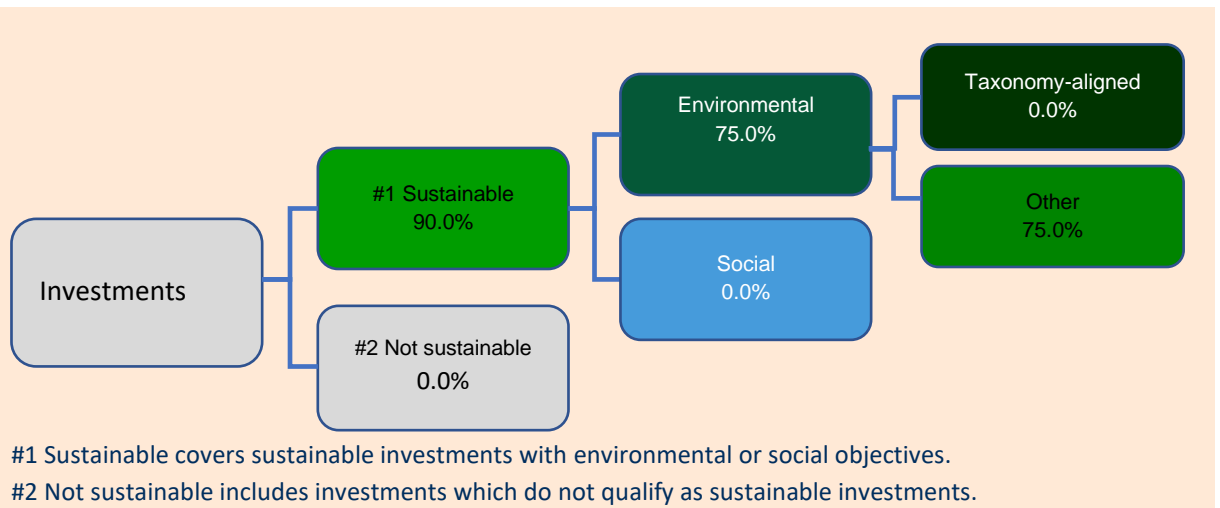 Investments
#1 Sustainable
90.0%
#2 Not sustainable
0.0%
Environmental
75.0%
Social
0.0%
Taxonomy-aligned
0.0%
Other
75.0%
#1 Sustainable covers sustainable investments with environmental or social objectives.
#2 Not sustainable includes investments which do not qualify as sustainable investments.